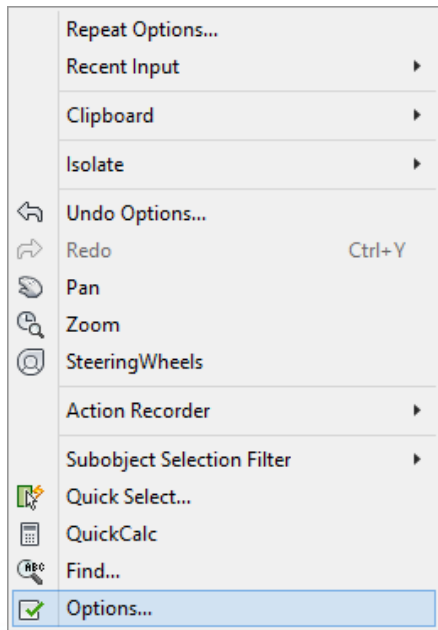 Repeat Options...
Recent Input
Clipboard
Isolate
Undo Options...
Redo Ctrl+Y
Pan
Zoom
SteeringWheels
Action Recorder
Subobject Selection Filter
Quick Select...
QuickCalc
ABC Find...
Options...